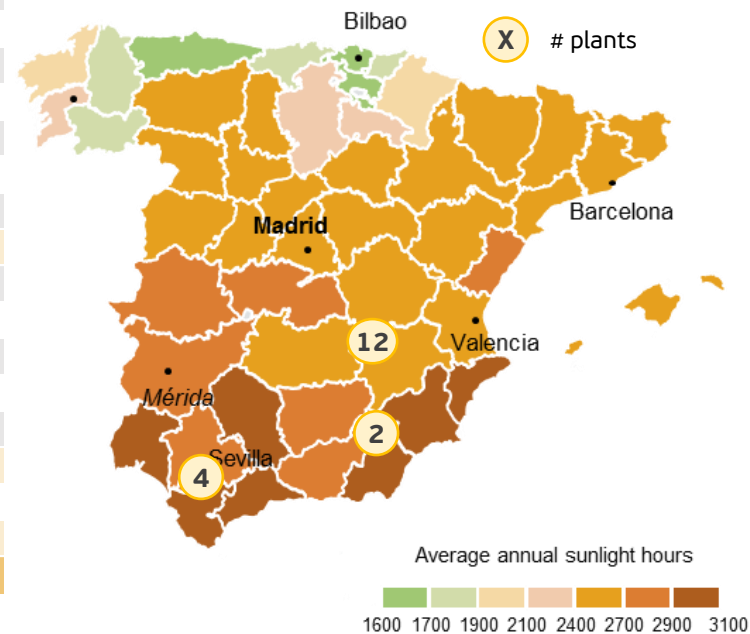 Bilbao
X # plants
Madrid
Barcelona
12
Valencia
Mérida
2
Sevilla
4
Average annual sunlight hours
1600 1700 1900 2100 2400 2700 2900 3100